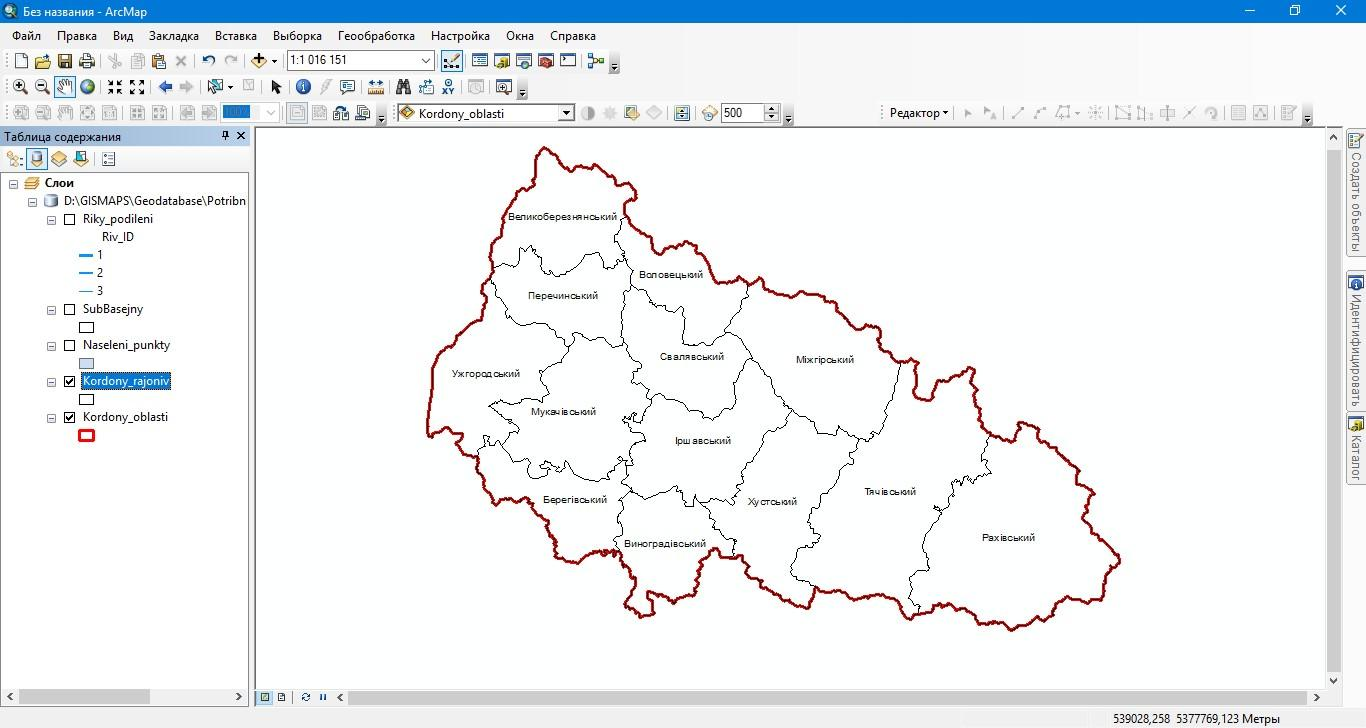 Без названия - ArcMap
Файл Правка Вид Закладка Вставка Выборка Геообработка Настройка Окна Справка
1:1 016 151
100%
Kordony_oblasti
500
Редактор
Таблица содержания
Слои
D:\GISMAPS\Geodatabase\Potribn
Riky_podileni
Riv_ID
1
2
3
SubBasejny
Naseleni_punkty
Kordony_rajoniv
Kordony_oblasti
Великоберезнянський
Воловецький
Перечинський
Свалявський
Міжгірський
Ужгородський
Мукачівський
Іршавський
Тячівський
Берегівський
Хустський
Виноградівський
Рахівський
Создать объекты
Идентифицировать
Каталог
539028,258 5377769,123 Метры